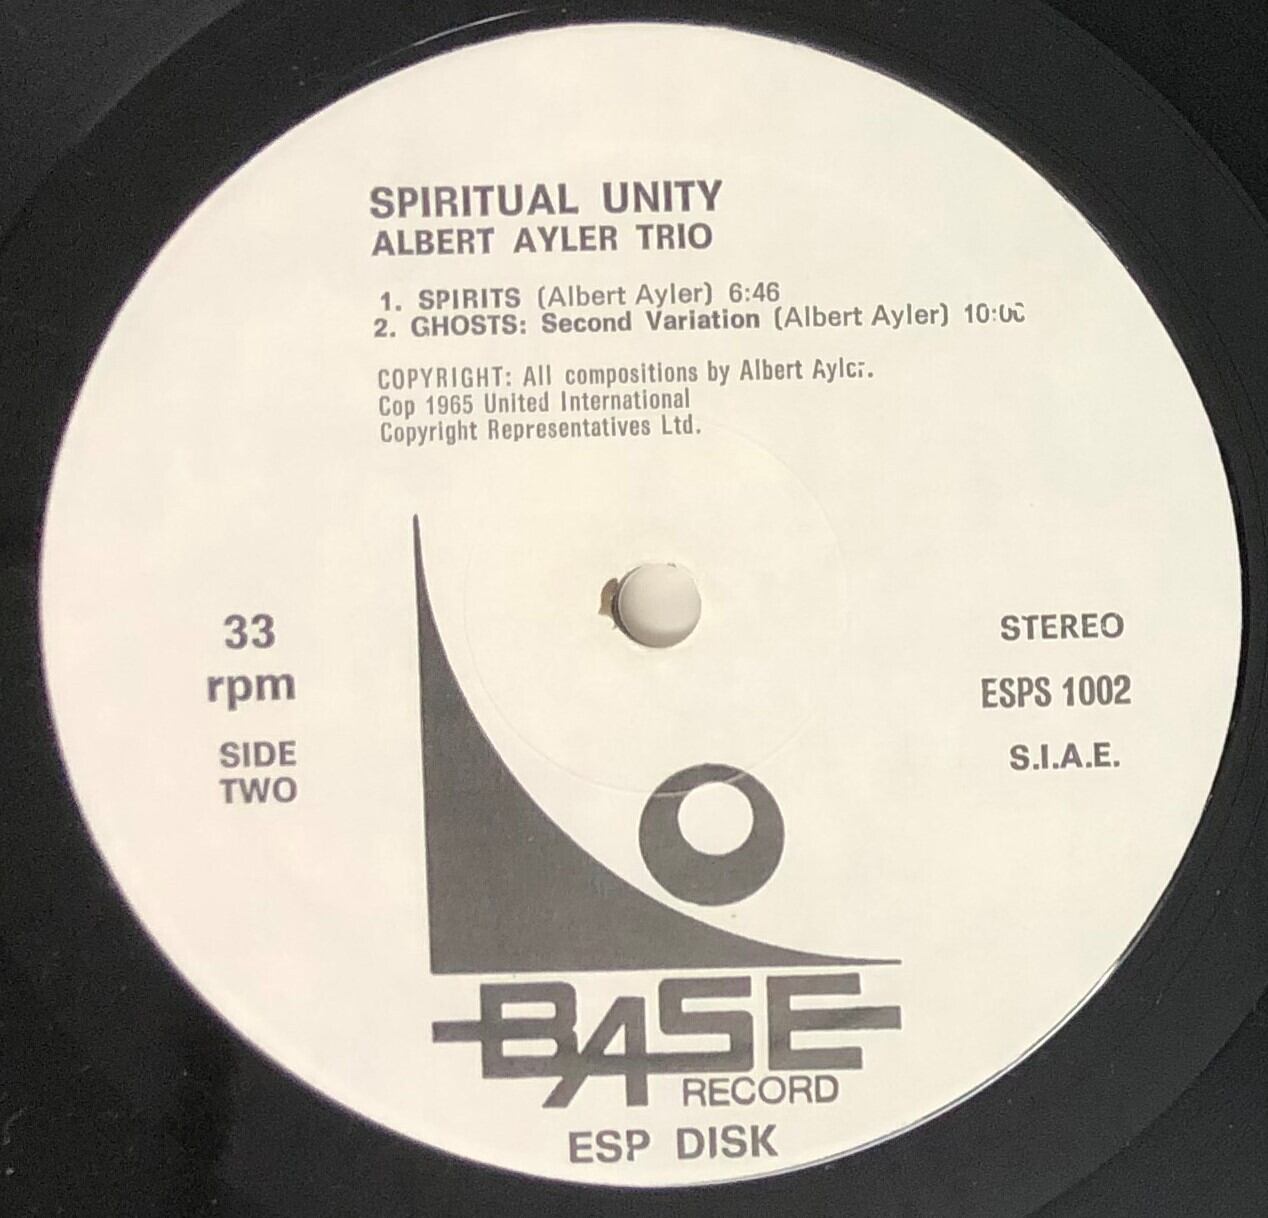 SPIRITUAL UNITY
ALBERT AYLER TRIO
1. SPIRITS (Albert Ayler) 6:46
2. GHOSTS: Second Variation (Albert Ayler)
COPYRIGHT: All compositions by Albert Ayler.
Cop 1965 United International
Copyright Representatives Ltd.
33
rpm
SIDE
TWO
STEREO
ESPS 1002
S.I.A.E.
BASE
RECORD
ESP DISK